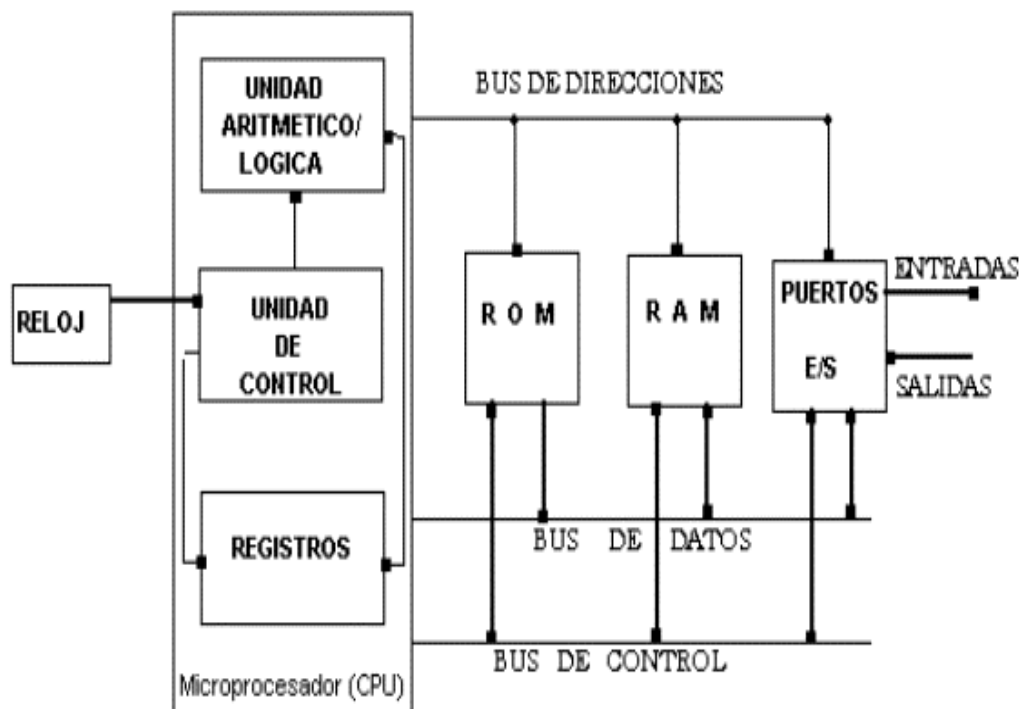 UNIDAD
ARITMETICO/
LOGICA
BUS DE DIRECCIONES
RELOJ
UNIDAD
DE
CONTROL
R O M
R A M
PUERTOS
E/S
ENTRADAS
SALIDAS
REGISTROS
BUS DE DATOS
BUS DE CONTROL
Microprocesador (CPU)